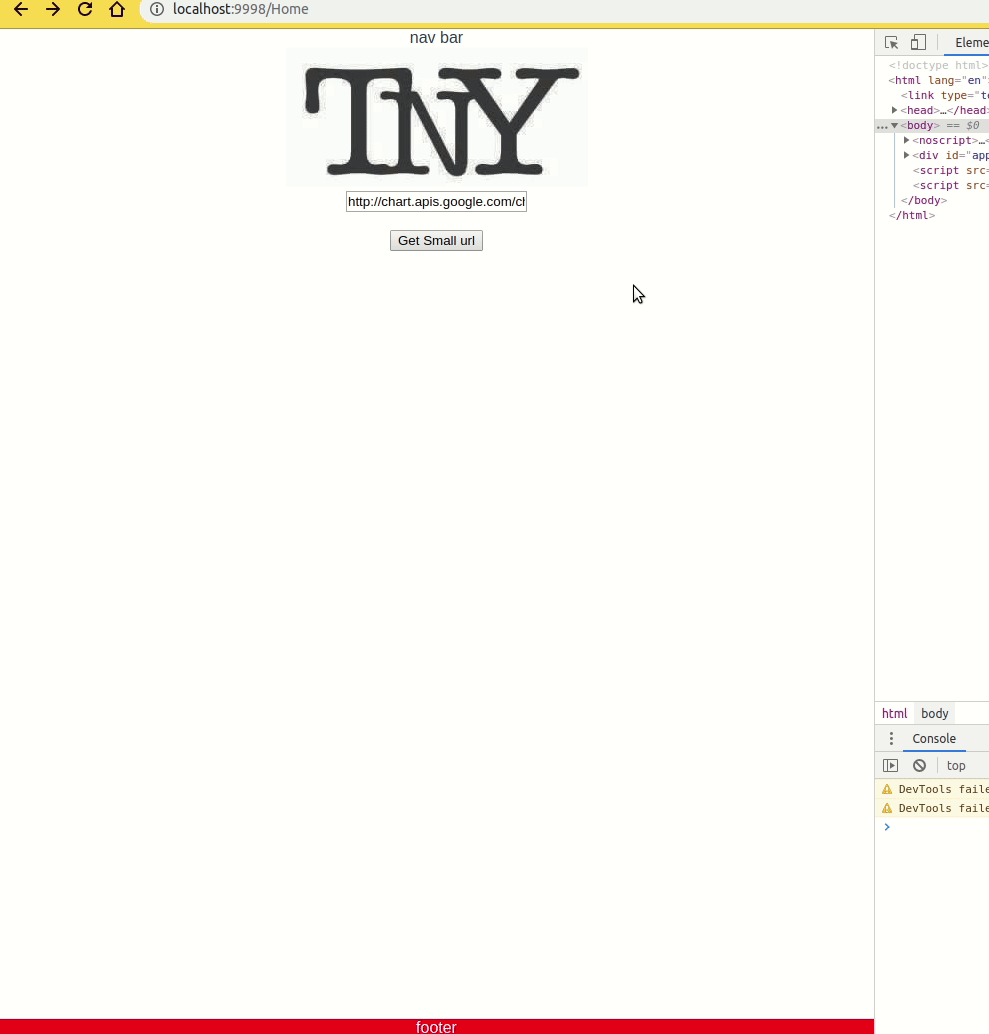 localhost:9998/Home
nav bar
TNY
http://chart.apis.google.com/cl
Get Small url
footer
Eleme
<!doctype html>
<html lang="en"
<link type="te
<head>…</head>
<body> == $0
<noscript>…<
<div id="app
<script src=
<script src=
</body>
</html>
html body
Console
top
DevTools faile
DevTools faile